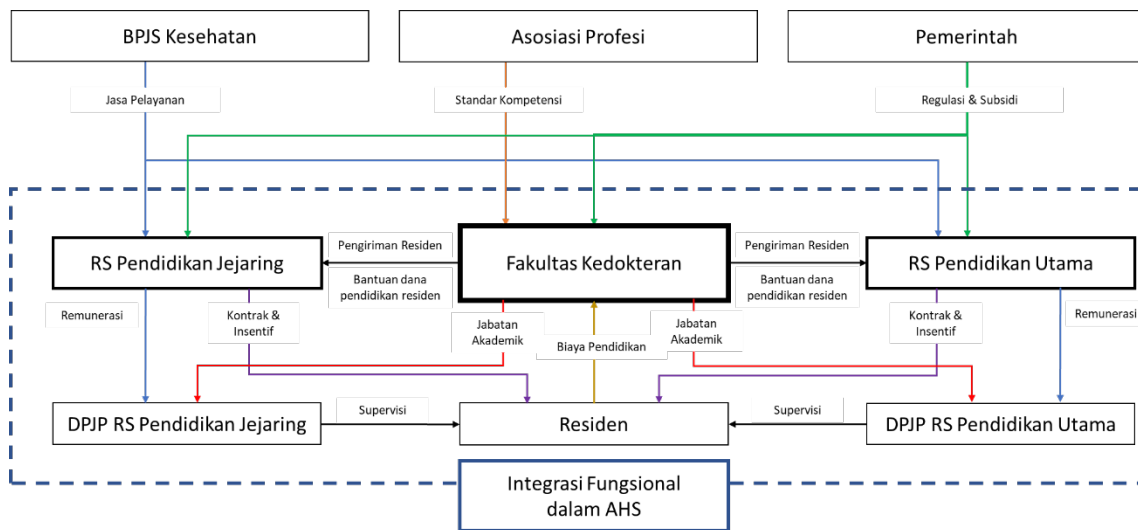 BPJS Kesehatan
Asosiasi Profesi
Pemerintah
Jasa Pelayanan
Standar Kompetensi
Regulasi & Subsidi
RS Pendidikan Jejaring
Pengiriman Residen
Bantuan dana
pendidikan residen
Fakultas Kedokteran
Pengiriman Residen
Bantuan dana
pendidikan residen
RS Pendidikan Utama
Remunerasi
Kontrak &
Insentif
Jabatan
Akademik
Biaya Pendidikan
Jabatan
Akademik
Kontrak &
Insentif
Remunerasi
DPJP RS Pendidikan Jejaring
Supervisi
Residen
Supervisi
DPJP RS Pendidikan Utama
Integrasi Fungsional
dalam AHS